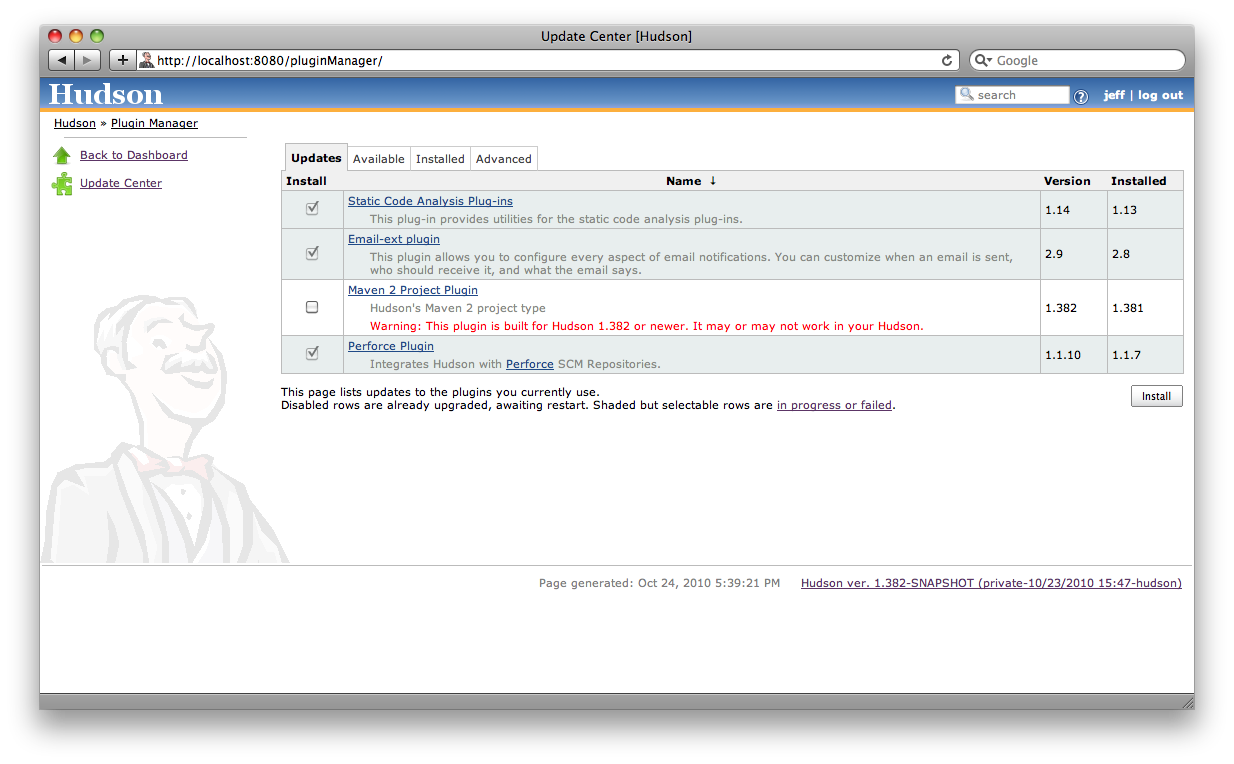 Update Center [Hudson]
http://localhost:8080/pluginManager/
Google
Hudson
search
jeff | log out
Hudson » Plugin Manager
Back to Dashboard
Update Center
Updates Available Installed Advanced
Install Name ↓ Version Installed
Static Code Analysis Plug-ins
This plug-in provides utilities for the static code analysis plug-ins.
1.14 1.13
Email-ext plugin
This plugin allows you to configure every aspect of email notifications. You can customize when an email is sent,
who should receive it, and what the email says.
2.9 2.8
Maven 2 Project Plugin
Hudson's Maven 2 project type
Warning: This plugin is built for Hudson 1.382 or newer. It may or may not work in your Hudson.
1.382 1.381
Perforce Plugin
Integrates Hudson with Perforce SCM Repositories.
1.1.10 1.1.7
This page lists updates to the plugins you currently use.
Disabled rows are already upgraded, awaiting restart. Shaded but selectable rows are in progress or failed.
Install
Page generated: Oct 24, 2010 5:39:21 PM Hudson ver. 1.382-SNAPSHOT (private-10/23/2010 15:47-hudson)